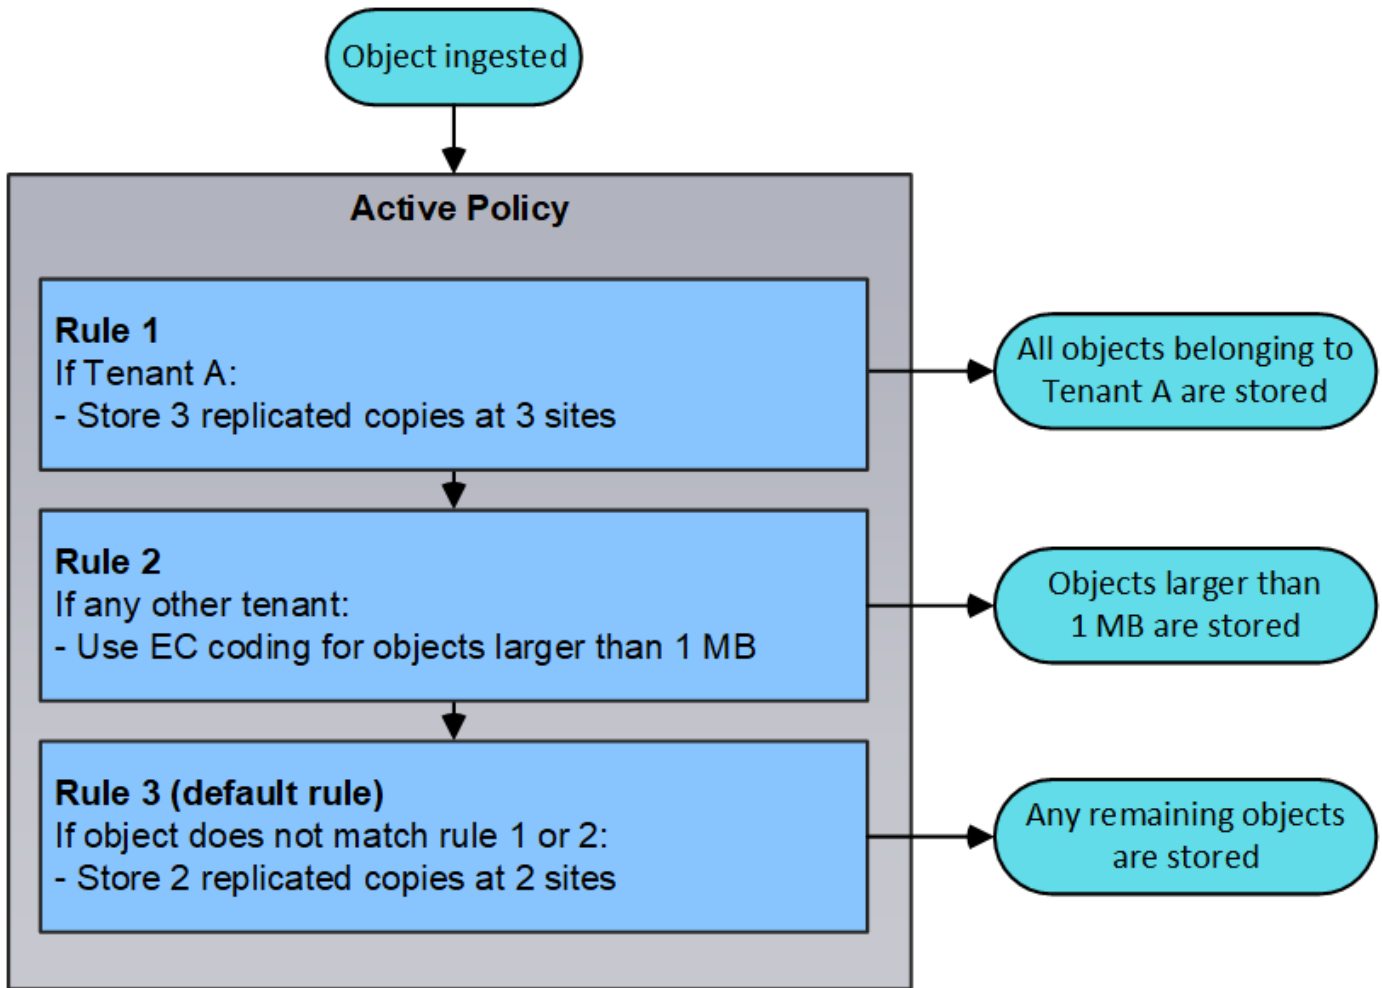 Object ingested
Active Policy
Rule 1
If Tenant A:
- Store 3 replicated copies at 3 sites
All objects belonging to
Tenant A are stored
Rule 2
If any other tenant:
- Use EC coding for objects larger than 1 MB
Objects larger than
1 MB are stored
Rule 3 (default rule)
If object does not match rule 1 or 2:
- Store 2 replicated copies at 2 sites
Any remaining objects
are stored